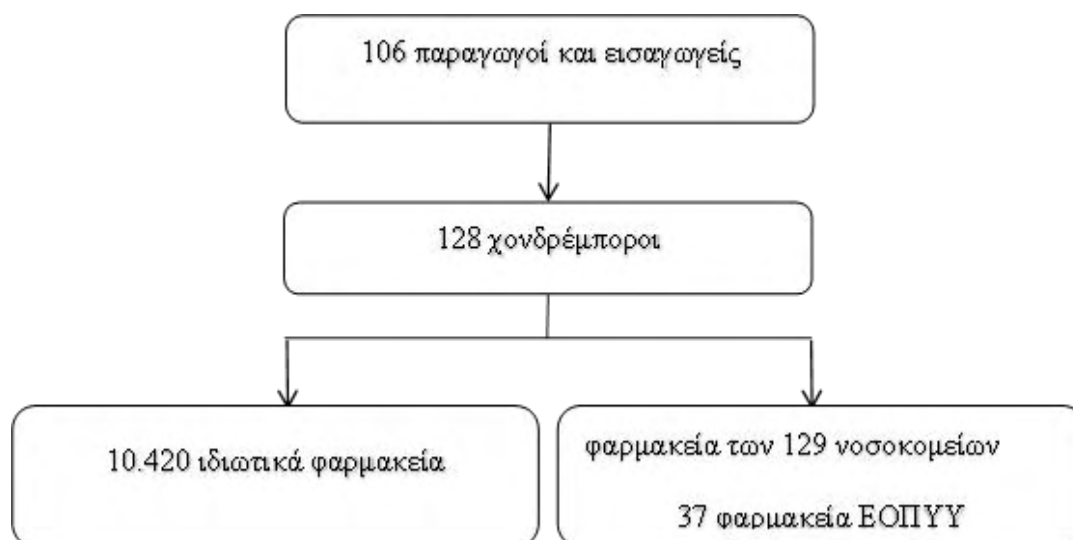 106 παραγωγοί και εισαγωγείς
128 χονδρέμποροι
10.420 ιδιωτικά φαρμακεία
φαρμακεία των 129 νοσοκομείων
37 φαρμακεία ΕΟΠΥΥ